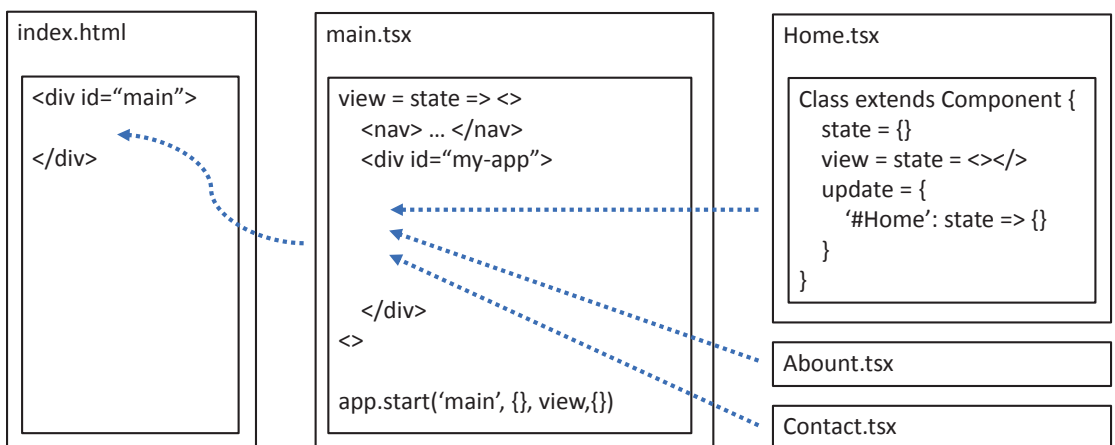 index.html
<div id=“main”>
</div>
main.tsx
view = state => <>
<nav> ... </nav>
<div id=“my-app”>
</div>
<>
app.start(‘main’, {}, view,{})
Home.tsx
Class extends Component {
state = {}
view = state = <></>
update = {
‘#Home’: state => {}
}
}
Abount.tsx
Contact.tsx